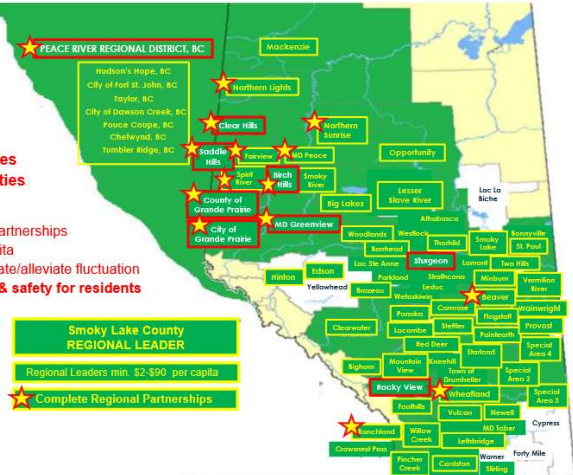 PEACE RIVER REGIONAL DISTRICT, BC
Hudson's Hope, BC
City of Fort St. John, BC
Taylor, BC
City of Dawson Creek, BC
Pouce Coupe, BC
Chetwynd, BC
Tumbler Ridge, BC
Mackenzie
Northern Lights
Clear Hills
Northern
Sunrise
Saddle
Hills
Fairview
MD Peace
Opportunity
Spirit
River
Birch
Hills
Smoky
River
Big Lakes
Lesser
Slave River
Lac La
Biche
County of
Grande Prairie
City of
Grande Prairie
MD Greenview
es
ties
artnerships
ita
ate/alleviate fluctuation
& safety for residents
Athabasca
Woodlands
Westlock
Thorhild
Smoky
Lake
Bonnyville
St. Paul
Barrhead
Lac Ste Anne
Sturgeon
Lamont
Two Hills
Hinton
Edson
Yellowhead
Parkland
Strathcona
Minburn
Vermilion
River
Brazeau
Leduc
Wetaskiwin
Beaver
Camrose
Wainwright
Ponoka
Flagstaff
Clearwater
Lacombe
Stettler
Provost
Paintearth
Red Deer
Special
Area 4
Starland
Bighorn
Mountain
View
Kneehill
Town of
Drumheller
Special
Area 2
Rocky View
Wheatland
Special
Area 3
Foothills
Vulcan
Newell
Cypress
Ranchland
Willow
Creek
MD Taber
Lethbridge
Crowsnest Pass
Warner
Forty Mile
Pincher
Creek
Cardston
Stirling
Smoky Lake County
REGIONAL LEADER
Regional Leaders min. $2-$90 per capita
Complete Regional Partnerships